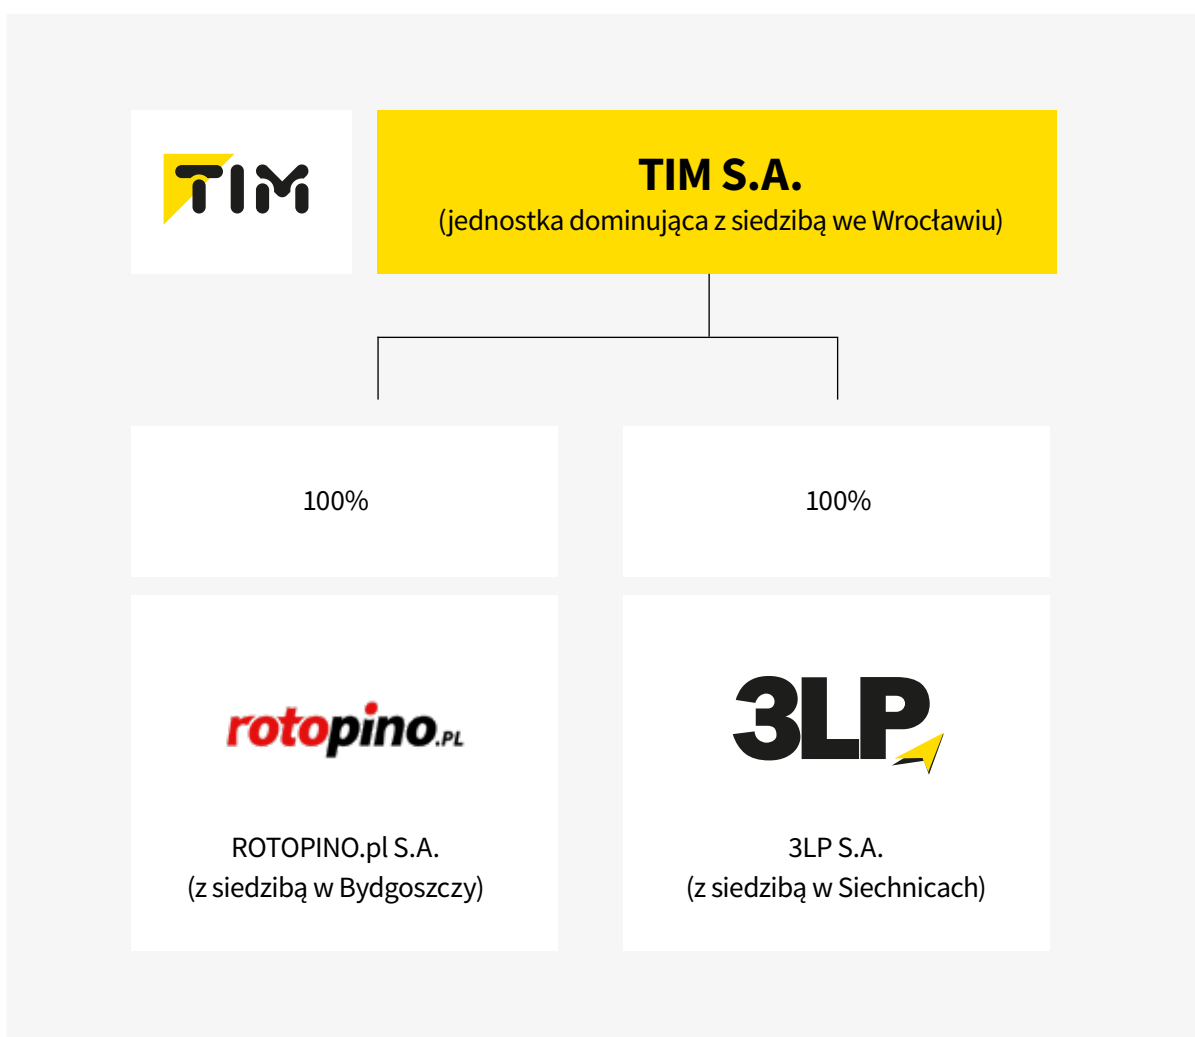 TIM
TIM S.A.
(jednostka dominująca z siedzibą we Wrocławiu)
100%
100%
rotopino.PL
3LP
ROTOPINO.pl S.A.
(z siedzibą w Bydgoszczy)
3LP S.A.
(z siedzibą w Siechnicach)